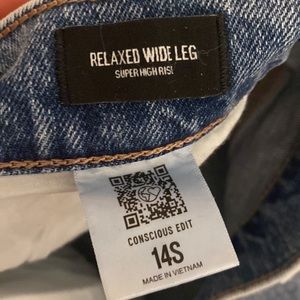 RELAXED WIDE LEG
SUPER HIGH RISE
CONSCIOUS EDIT
14S
MADE IN VIETNAM